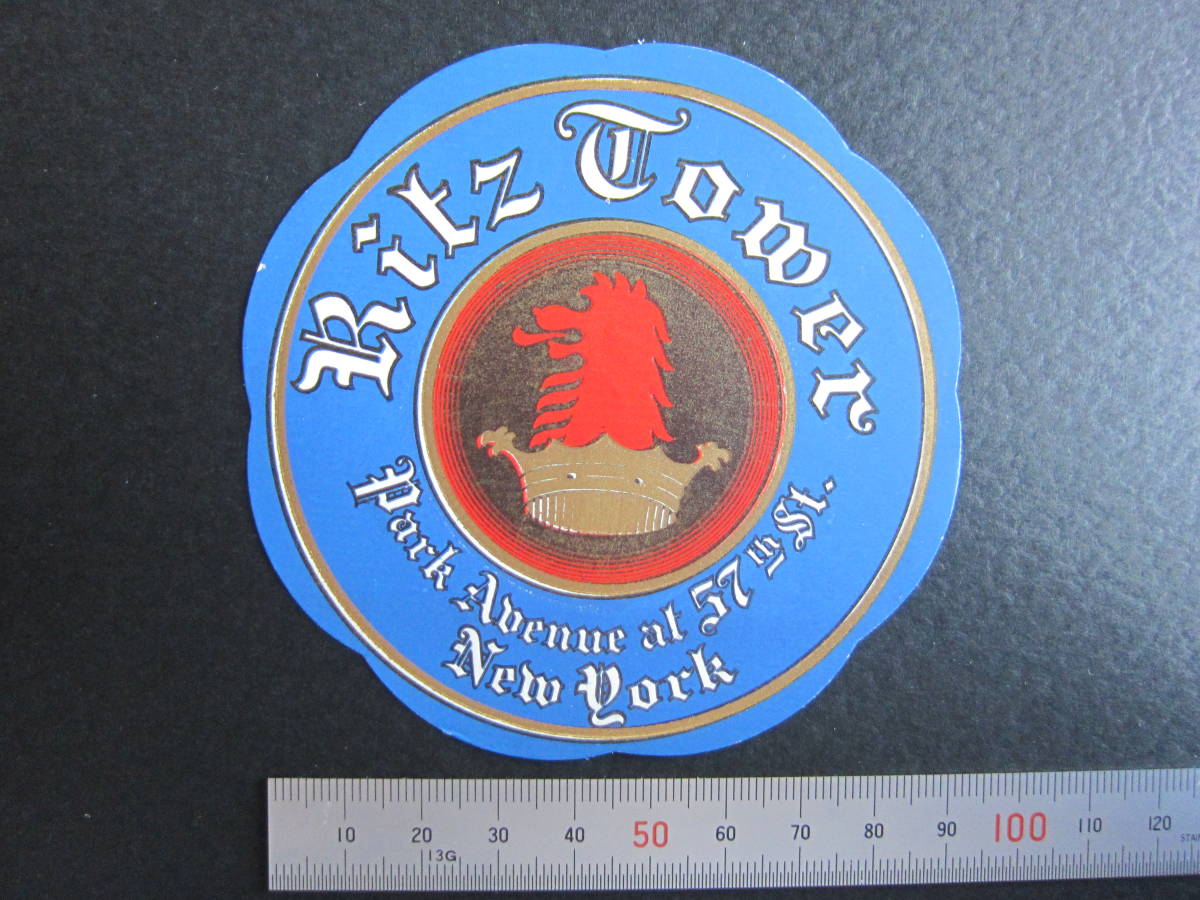 Ritz Tower
Park Avenue at 57th St.
New York
10 20 30 40 50 60 70 80 90 100 110 120
13G STAI